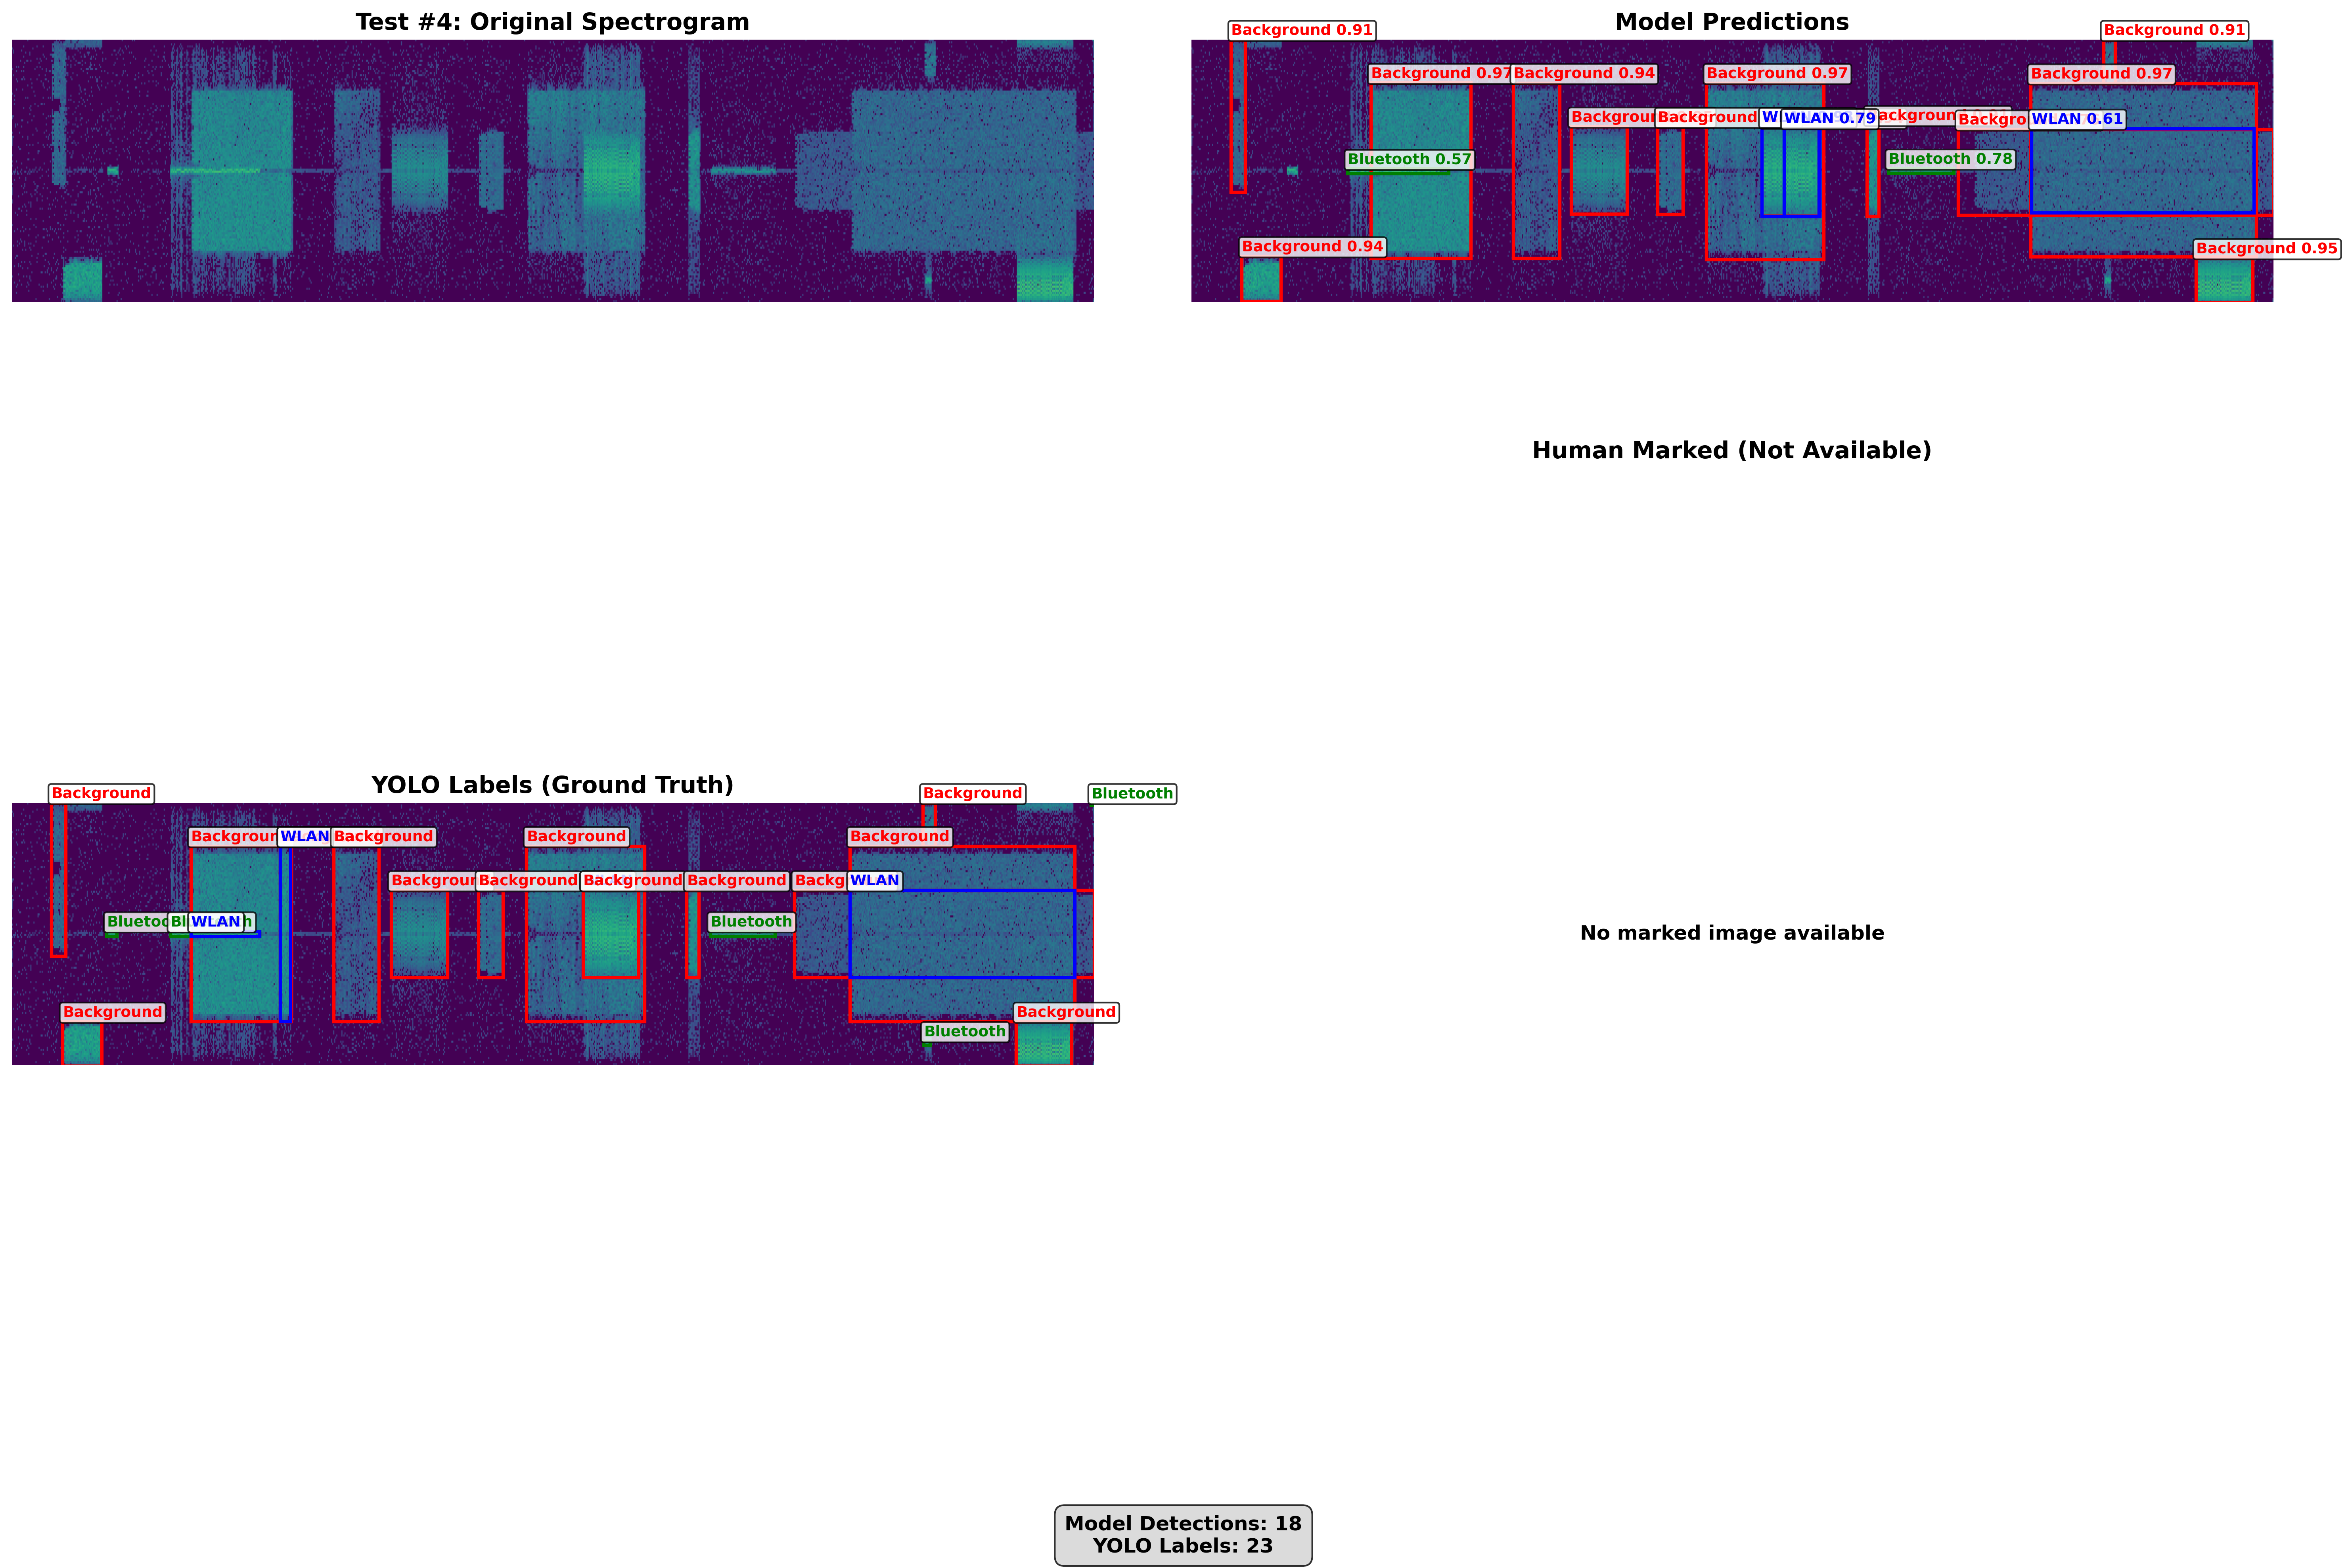 Test #4: Original Spectrogram
Model Predictions
Background 0.91
Background 0.91
Background 0.97
Background 0.94
Background 0.97
Background 0.97
Background
WLAN 0.79
WLAN 0.61
Bluetooth 0.57
Bluetooth 0.78
Background 0.94
Background 0.95
Human Marked (Not Available)
YOLO Labels (Ground Truth)
Background
Background
Bluetooth
WLAN
Background
Background
Background
Background
Background
Background
WLAN
WLAN
Bluetooth
No marked image available
Background
Background
Bluetooth
Model Detections: 18
YOLO Labels: 23